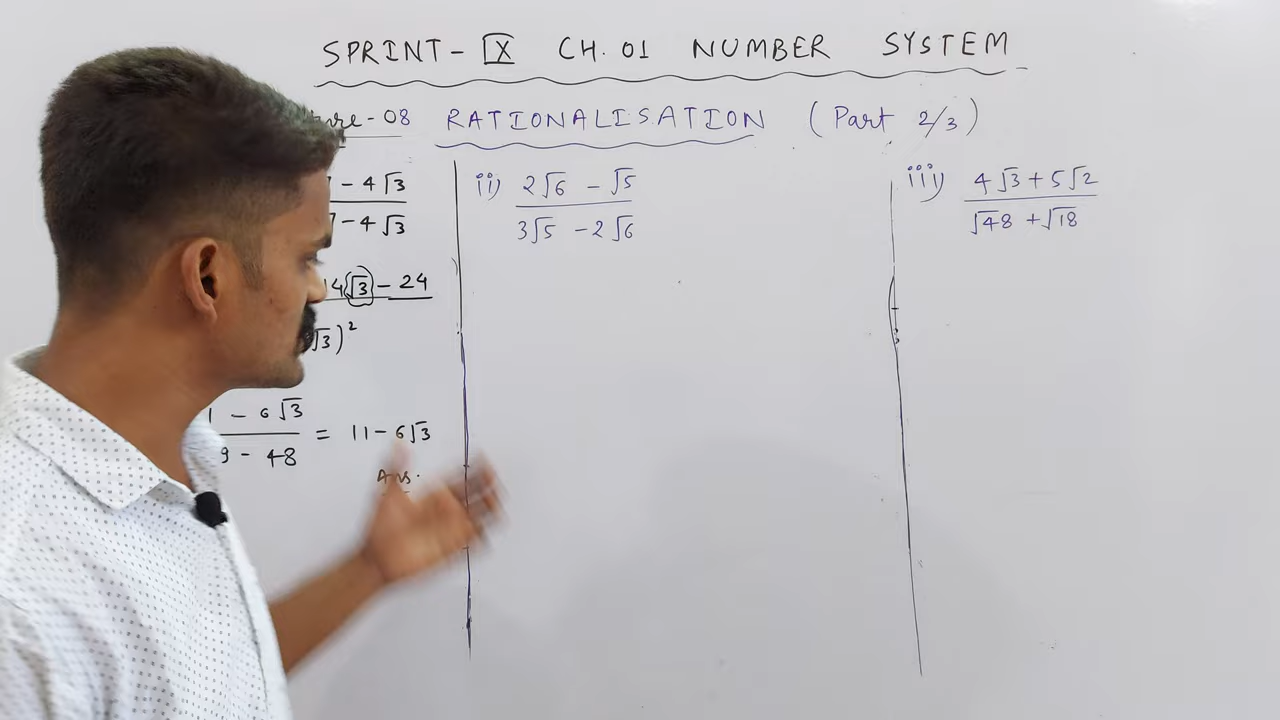 SPRINT- IX CH. 01 NUMBER SYSTEM
08 RATIONALISATION (Part 2/3)
- 4√3
- 4√3
14√3 - 24
√3)²
- 6√3
9 - 48
= 11 - 6√3
Ans.
ii) 2√6 - √5
3√5 - 2√6
iii) 4√3 + 5√2
√48 + √18